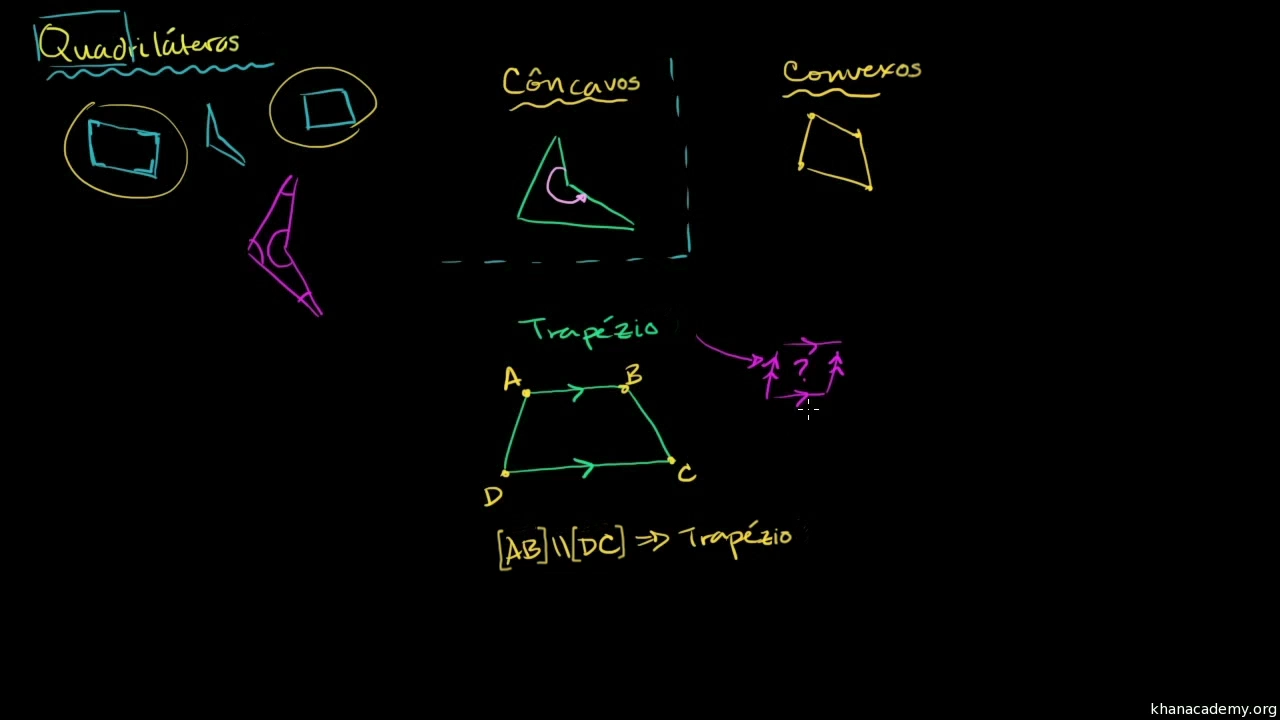 Quadriláteros
Côncavos
Convexos
Trapézio
?
A
B
D
C
[AB]\\[DC] => Trapézio
khanacademy.org